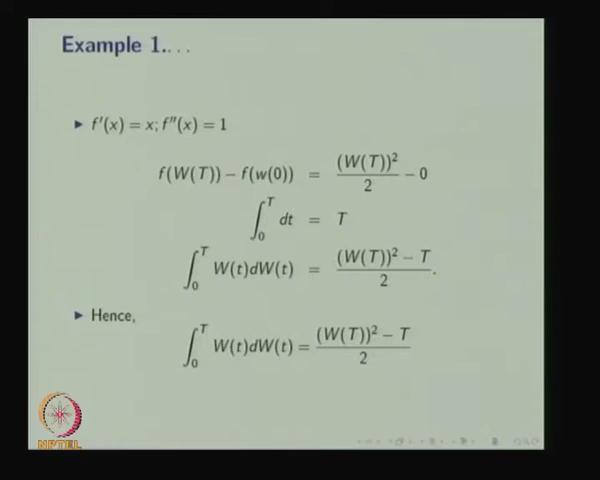 Example 1....
► f′(x) = x; f″(x) = 1
f(W(T)) − f(w(0)) = (W(T))²/2 − 0
∫₀ᵀ dt = T
∫₀ᵀ W(t)dW(t) = ((W(T))² − T)/2.
► Hence,
∫₀ᵀ W(t)dW(t) = ((W(T))² − T)/2
NPTEL